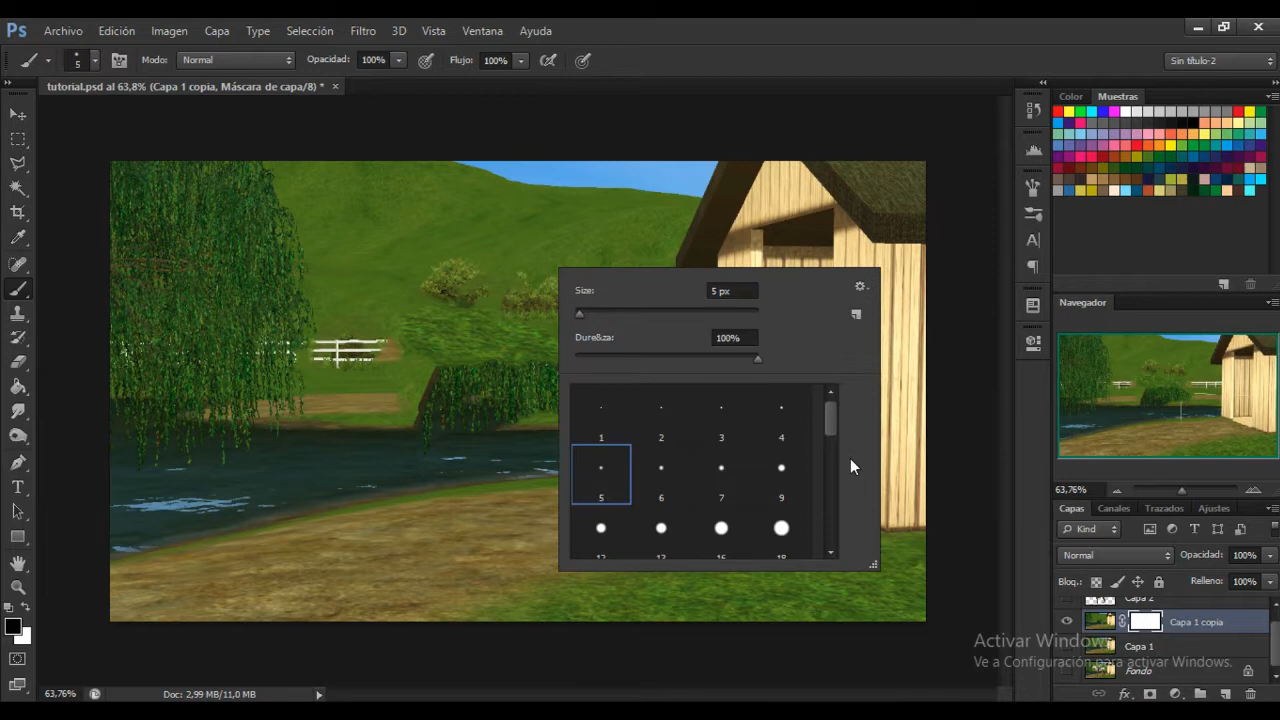 Ps Archivo Edición Imagen Capa Type Selección Filtro 3D Vista Ventana Ayuda
5 Modo: Normal Opacidad: 100% Flujo: 100% Sin título-2
tutorial.psd al 63,8% (Capa 1 copia, Máscara de capa/8) * ×
Color Muestras
Size: 5 px
Dure&za: 100%
1 2 3 4
5 6 7 9
12 13 16 18
Navegador
63,76%
Capas Canales Trazados Ajustes
Kind
Normal Opacidad: 100%
Bloq.: Relleno: 100%
Capa 2
Capa 1 copia
Capa 1
Fondo
Activar Windows
Ve a Configuración para activar Windows.
63,76% Doc: 2,99 MB/11,0 MB